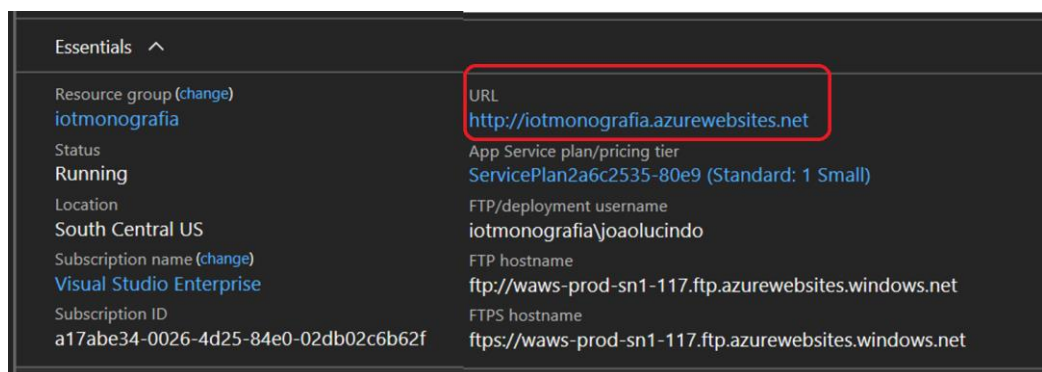 Essentials
Resource group (change)
iotmonografia
Status
Running
Location
South Central US
Subscription name (change)
Visual Studio Enterprise
Subscription ID
a17abe34-0026-4d25-84e0-02db02c6b62f
URL
http://iotmonografia.azurewebsites.net
App Service plan/pricing tier
ServicePlan2a6c2535-80e9 (Standard: 1 Small)
FTP/deployment username
iotmonografia\joaolucindo
FTP hostname
ftp://waws-prod-sn1-117.ftp.azurewebsites.windows.net
FTPS hostname
ftps://waws-prod-sn1-117.ftp.azurewebsites.windows.net